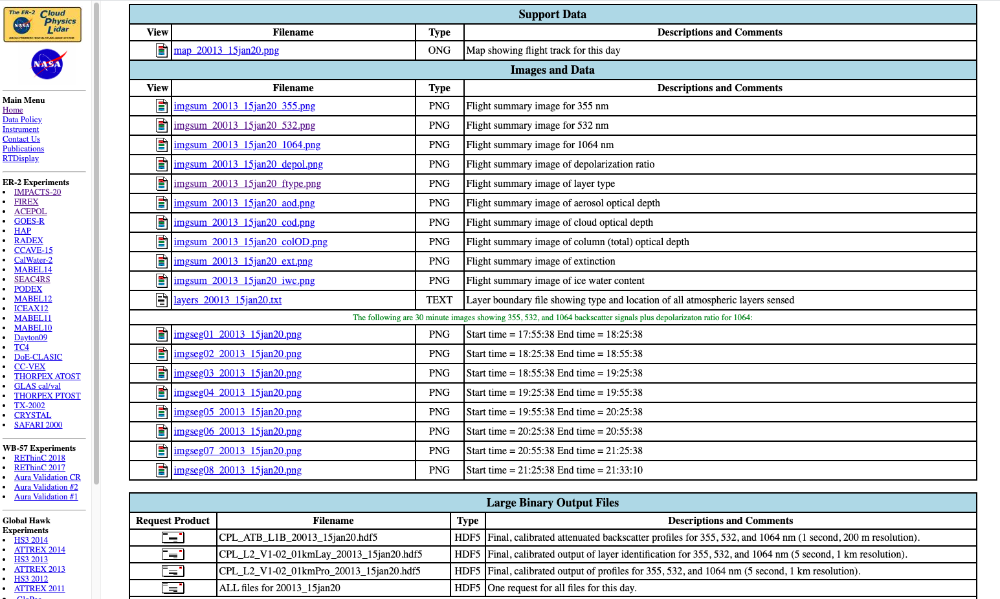 The ER-2 Cloud
Physics
Lidar
NASA
NASA'S PREMIERE HIGH-ALTITUDE LIDAR SYSTEM
NASA
Main Menu
Home
Data Policy
Instrument
Contact Us
Publications
RTDisplay
ER-2 Experiments
IMPACTS-20
FIREX
ACEPOL
GOES-R
HAP
RADEX
CCAVE-15
CalWater-2
MABEL14
SEAC4RS
PODEX
MABEL12
ICEAX12
MABEL11
MABEL10
Dayton09
TC4
DoE-CLASIC
CC-VEX
THORPEX ATOST
GLAS cal/val
THORPEX PTOST
TX-2002
CRYSTAL
SAFARI 2000
WB-57 Experiments
REThinC 2018
REThinC 2017
Aura Validation CR
Aura Validation #2
Aura Validation #1
Global Hawk
Experiments
HS3 2014
ATTREX 2014
HS3 2013
ATTREX 2013
HS3 2012
ATTREX 2011
Support Data
View Filename Type Descriptions and Comments
map_20013_15jan20.png ONG Map showing flight track for this day
Images and Data
View Filename Type Descriptions and Comments
imgsum_20013_15jan20_355.png PNG Flight summary image for 355 nm
imgsum_20013_15jan20_532.png PNG Flight summary image for 532 nm
imgsum_20013_15jan20_1064.png PNG Flight summary image for 1064 nm
imgsum_20013_15jan20_depol.png PNG Flight summary image of depolarization ratio
imgsum_20013_15jan20_ftype.png PNG Flight summary image of layer type
imgsum_20013_15jan20_aod.png PNG Flight summary image of aerosol optical depth
imgsum_20013_15jan20_cod.png PNG Flight summary image of cloud optical depth
imgsum_20013_15jan20_colOD.png PNG Flight summary image of column (total) optical depth
imgsum_20013_15jan20_ext.png PNG Flight summary image of extinction
imgsum_20013_15jan20_iwc.png PNG Flight summary image of ice water content
layers_20013_15jan20.txt TEXT Layer boundary file showing type and location of all atmospheric layers sensed
The following are 30 minute images showing 355, 532, and 1064 backscatter signals plus depolarizaton ratio for 1064:
imgseg01_20013_15jan20.png PNG Start time = 17:55:38 End time = 18:25:38
imgseg02_20013_15jan20.png PNG Start time = 18:25:38 End time = 18:55:38
imgseg03_20013_15jan20.png PNG Start time = 18:55:38 End time = 19:25:38
imgseg04_20013_15jan20.png PNG Start time = 19:25:38 End time = 19:55:38
imgseg05_20013_15jan20.png PNG Start time = 19:55:38 End time = 20:25:38
imgseg06_20013_15jan20.png PNG Start time = 20:25:38 End time = 20:55:38
imgseg07_20013_15jan20.png PNG Start time = 20:55:38 End time = 21:25:38
imgseg08_20013_15jan20.png PNG Start time = 21:25:38 End time = 21:33:10
Large Binary Output Files
Request Product Filename Type Descriptions and Comments
CPL_ATB_L1B_20013_15jan20.hdf5 HDF5 Final, calibrated attenuated backscatter profiles for 355, 532, and 1064 nm (1 second, 200 m resolution).
CPL_L2_V1-02_01kmLay_20013_15jan20.hdf5 HDF5 Final, calibrated output of layer identification for 355, 532, and 1064 nm (5 second, 1 km resolution).
CPL_L2_V1-02_01kmPro_20013_15jan20.hdf5 HDF5 Final, calibrated output of profiles for 355, 532, and 1064 nm (5 second, 1 km resolution).
ALL files for 20013_15jan20 HDF5 One request for all files for this day.